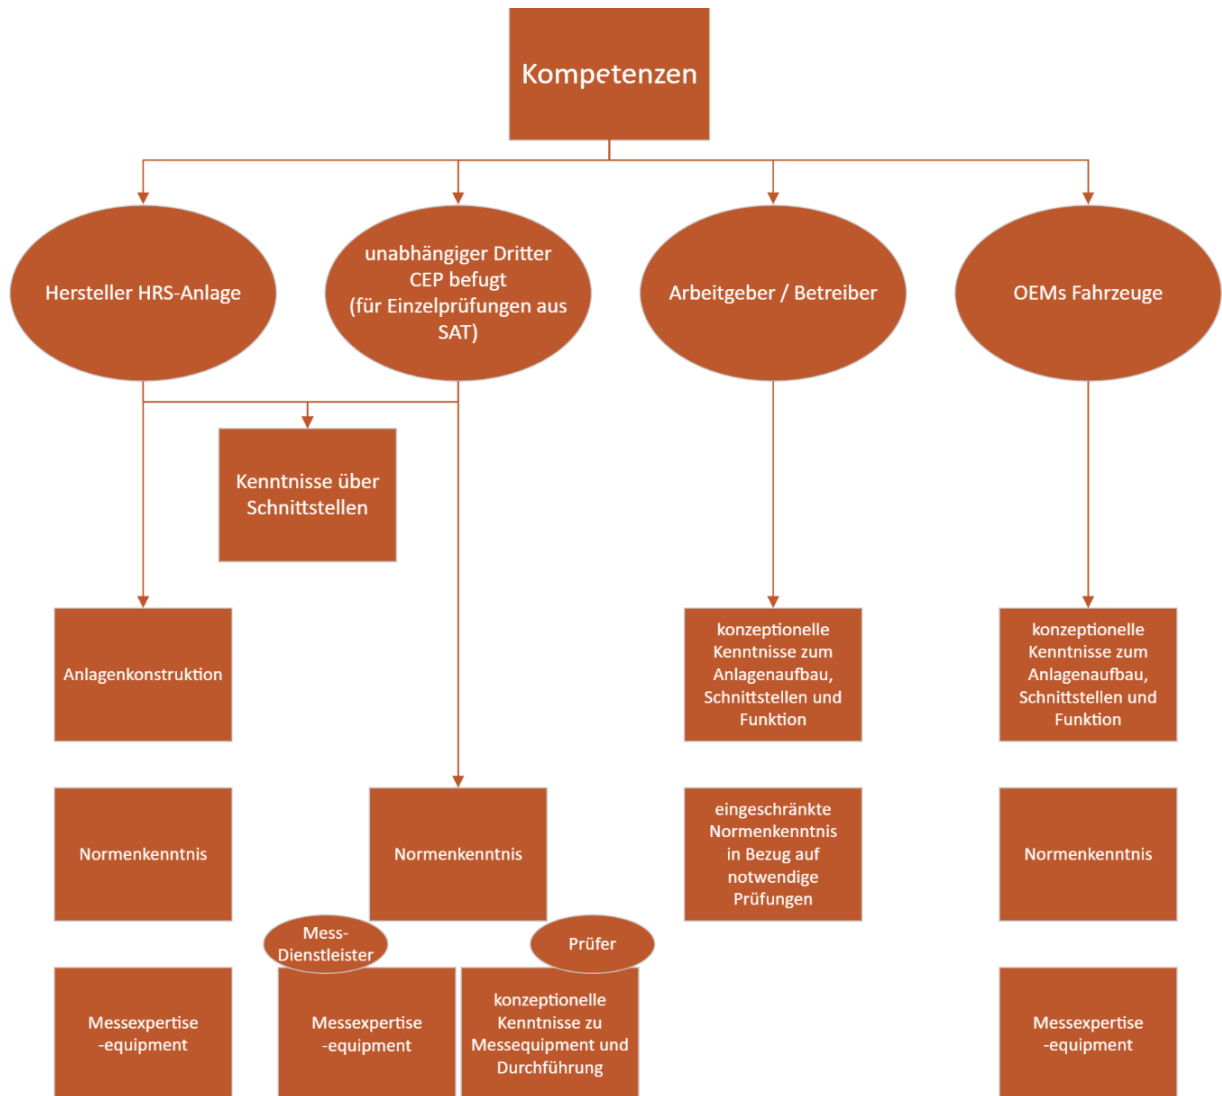 Kompetenzen
Hersteller HRS-Anlage
unabhängiger Dritter
CEP befugt
(für Einzelprüfungen aus
SAT)
Arbeitgeber / Betreiber
OEMs Fahrzeuge
Kenntnisse über
Schnittstellen
Anlagenkonstruktion
konzeptionelle
Kenntnisse zum
Anlagenaufbau,
Schnittstellen und
Funktion
konzeptionelle
Kenntnisse zum
Anlagenaufbau,
Schnittstellen und
Funktion
Normenkenntnis
Normenkenntnis
eingeschränkte
Normenkenntnis
in Bezug auf
notwendige
Prüfungen
Normenkenntnis
Mess-
Dienstleister
Prüfer
Messexpertise
-equipment
Messexpertise
-equipment
konzeptionelle
Kenntnisse zu
Messequipment und
Durchführung
Messexpertise
-equipment